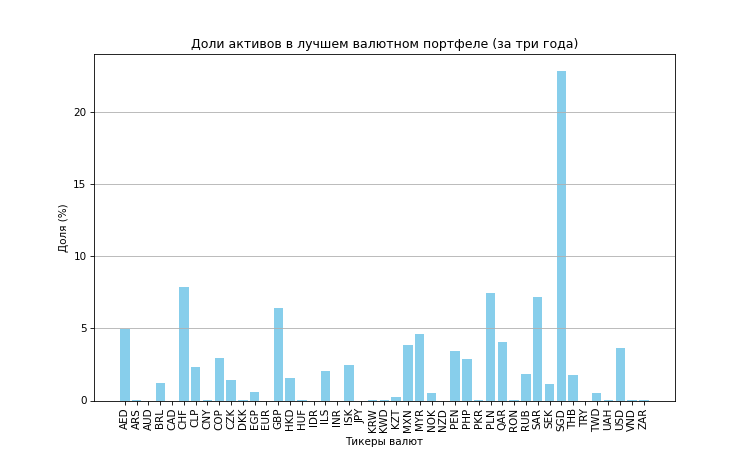 Доли активов в лучшем валютном портфеле (за три года)
Доля (%)
20
15
10
5
0
AED ARS AUD BRL CAD CHF CLP CNY COP CZK DKK EGP EUR GBP HKD HUF IDR ILS INR ISK JPY KRW KWD KZT MXN MYR NOK NZD PEN PHP PKR PLN QAR RON RUB SAR SEK SGD THB TRY TWD UAH USD VND ZAR
Тикеры валют